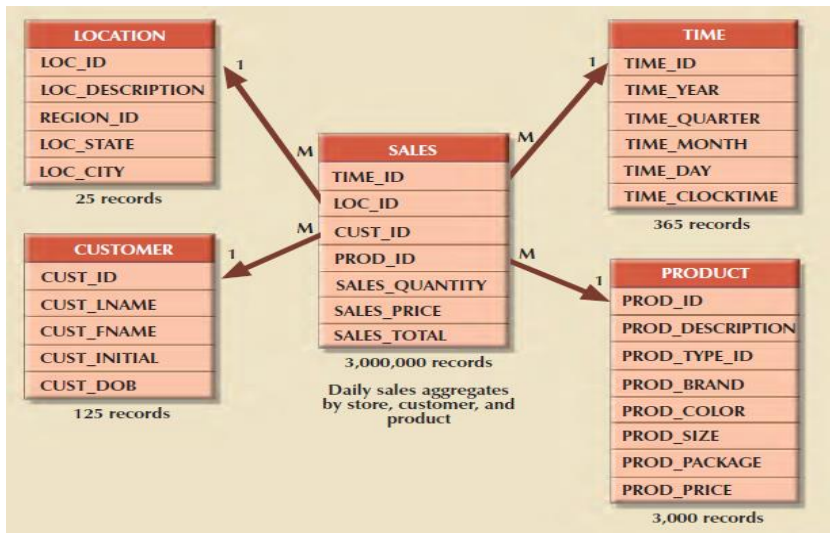 LOCATION
LOC_ID
LOC_DESCRIPTION
REGION_ID
LOC_STATE
LOC_CITY
25 records
1
M
TIME
TIME_ID
TIME_YEAR
TIME_QUARTER
TIME_MONTH
TIME_DAY
TIME_CLOCKTIME
365 records
1
M
SALES
TIME_ID
LOC_ID
CUST_ID
PROD_ID
SALES_QUANTITY
SALES_PRICE
SALES_TOTAL
3,000,000 records
Daily sales aggregates
by store, customer, and
product
CUSTOMER
CUST_ID
CUST_LNAME
CUST_FNAME
CUST_INITIAL
CUST_DOB
125 records
1
M
PRODUCT
PROD_ID
PROD_DESCRIPTION
PROD_TYPE_ID
PROD_BRAND
PROD_COLOR
PROD_SIZE
PROD_PACKAGE
PROD_PRICE
3,000 records
1
M